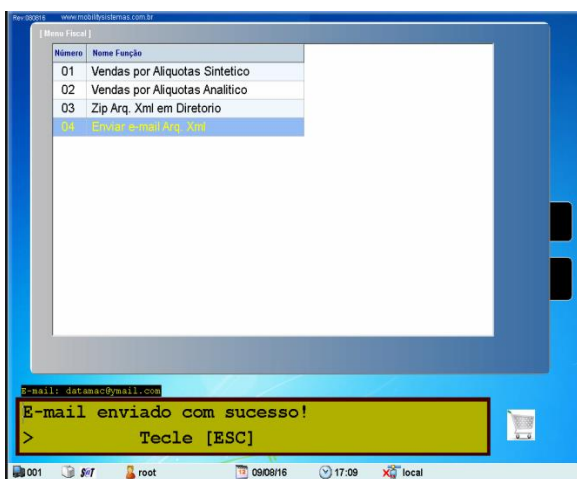 Rev:080816 www.mobilitysistemas.com.br
[ Menu Fiscal ]
Número Nome Função
01 Vendas por Aliquotas Sintetico
02 Vendas por Aliquotas Analitico
03 Zip Arq. Xml em Diretorio
04 Enviar e-mail Arq. Xml
E-mail: datamac@ymail.com
E-mail enviado com sucesso!
> Tecle [ESC]
001 S@T root 12 09/08/16 17:09 local